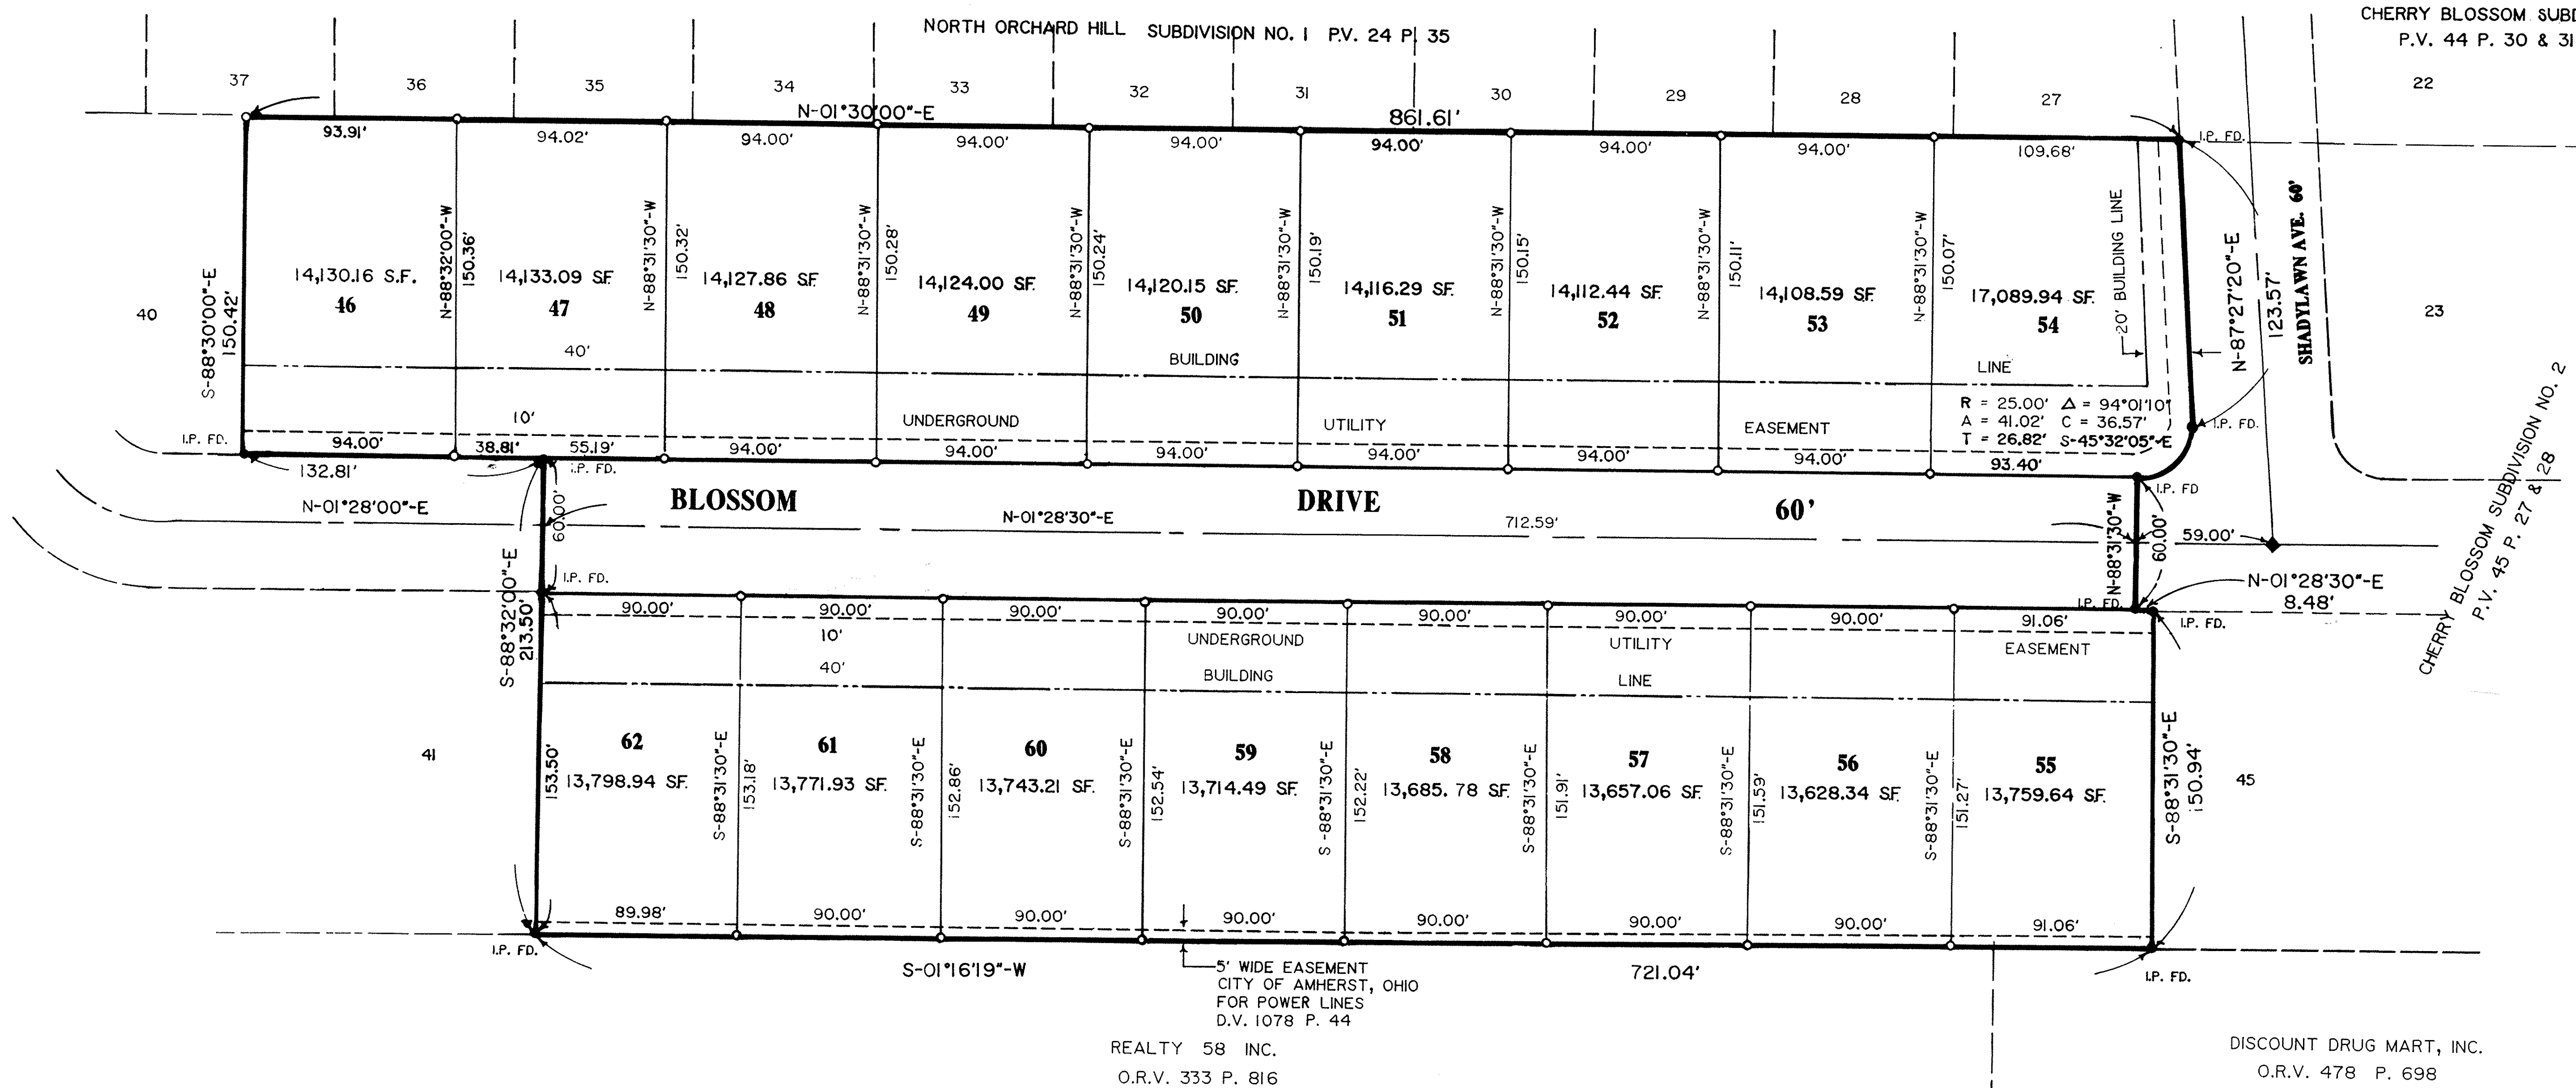 NORTH ORCHARD HILL SUBDIVISION NO. 1 P.V. 24 P. 35
CHERRY BLOSSOM SUBD
P.V. 44 P. 30 & 31
37
36
35
34
33
32
31
30
29
28
27
22
N-01°30'00"-E
861.61'
I.P. FD.
93.91'
94.02'
94.00'
94.00'
94.00'
94.00'
94.00'
94.00'
109.68'
S-88°30'00"-E
150.42'
N-88°32'00"-W
150.36'
N-88°31'30"-W
150.32'
N-88°31'30"-W
150.28'
N-88°31'30"-W
150.24'
N-88°31'30"-W
150.19'
N-88°31'30"-W
150.15'
N-88°31'30"-W
150.11'
N-88°31'30"-W
150.07'
20' BUILDING LINE
N-87°27'20"-E
123.57'
SHADYLAWN AVE. 60'
40
14,130.16 S.F.
46
14,133.09 SF.
47
14,127.86 SF.
48
14,124.00 SF.
49
14,120.15 SF.
50
14,116.29 SF.
51
14,112.44 SF.
52
14,108.59 SF.
53
17,089.94 SF.
54
23
40'
BUILDING
LINE
10'
UNDERGROUND
UTILITY
EASEMENT
R = 25.00' Δ = 94°01'10"
A = 41.02' C = 36.57'
T = 26.82' S-45°32'05"-E
I.P. FD.
I.P. FD.
94.00'
38.81'
55.19'
94.00'
94.00'
94.00'
94.00'
94.00'
94.00'
93.40'
132.81'
I.P. FD.
I.P. FD
N-01°28'00"-E
60.00'
BLOSSOM
DRIVE
60'
N-01°28'30"-E
712.59'
N-88°31'30"-W
60.00'
59.00'
N-01°28'30"-E
8.48'
CHERRY BLOSSOM SUBDIVISION NO. 2
P.V. 45 P. 27 & 28
S-88°32'00"-E
213.50'
I.P. FD.
I.P. FD.
I.P. FD.
90.00'
90.00'
90.00'
90.00'
90.00'
90.00'
90.00'
91.06'
10'
UNDERGROUND
UTILITY
EASEMENT
40'
BUILDING
LINE
41
153.50'
62
13,798.94 SF.
S-88°31'30"-E
153.18'
61
13,771.93 SF.
S-88°31'30"-E
152.86'
60
13,743.21 SF.
S-88°31'30"-E
152.54'
59
13,714.49 SF.
S-88°31'30"-E
152.22'
58
13,685.78 SF.
S-88°31'30"-E
151.91'
57
13,657.06 SF.
S-88°31'30"-E
151.59'
56
13,628.34 SF.
S-88°31'30"-E
151.27'
55
13,759.64 SF.
S-88°31'30"-E
150.94'
45
89.98'
90.00'
90.00'
90.00'
90.00'
90.00'
90.00'
91.06'
I.P. FD.
I.P. FD.
S-01°16'19"-W
721.04'
5' WIDE EASEMENT
CITY OF AMHERST, OHIO
FOR POWER LINES
D.V. 1078 P. 44
REALTY 58 INC.
O.R.V. 333 P. 816
DISCOUNT DRUG MART, INC.
O.R.V. 478 P. 698